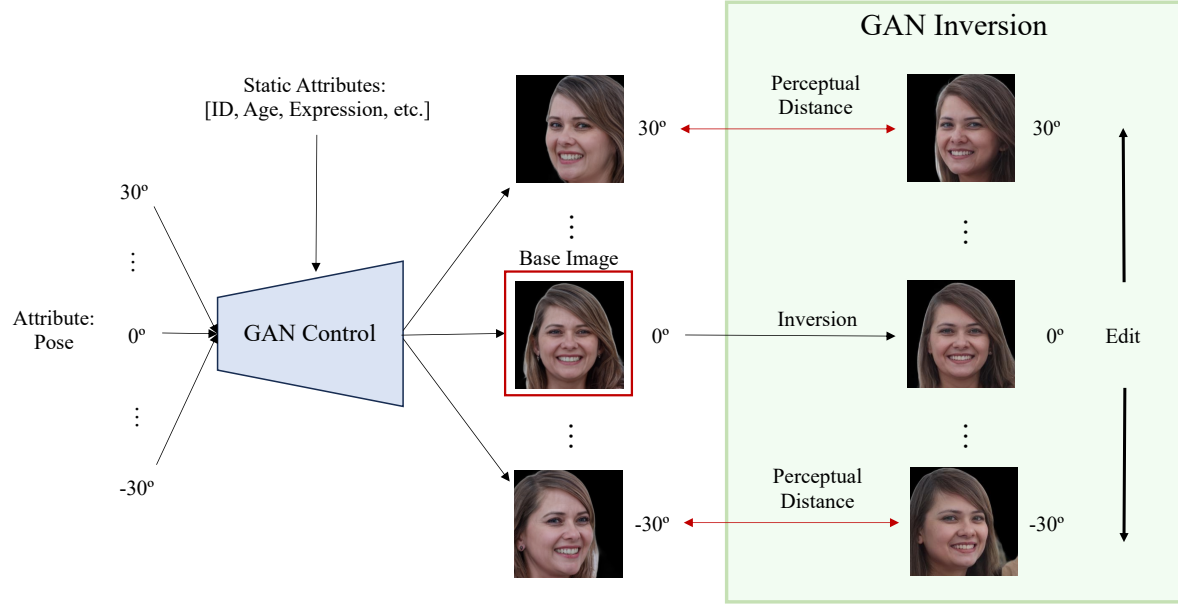 GAN Inversion
Static Attributes:
[ID, Age, Expression, etc.]
Perceptual
Distance
30º
30º
30º
⋮
⋮
⋮
Base Image
Attribute:
Pose
0º
GAN Control
0º
Inversion
0º
Edit
⋮
⋮
⋮
-30º
-30º
Perceptual
Distance
-30º